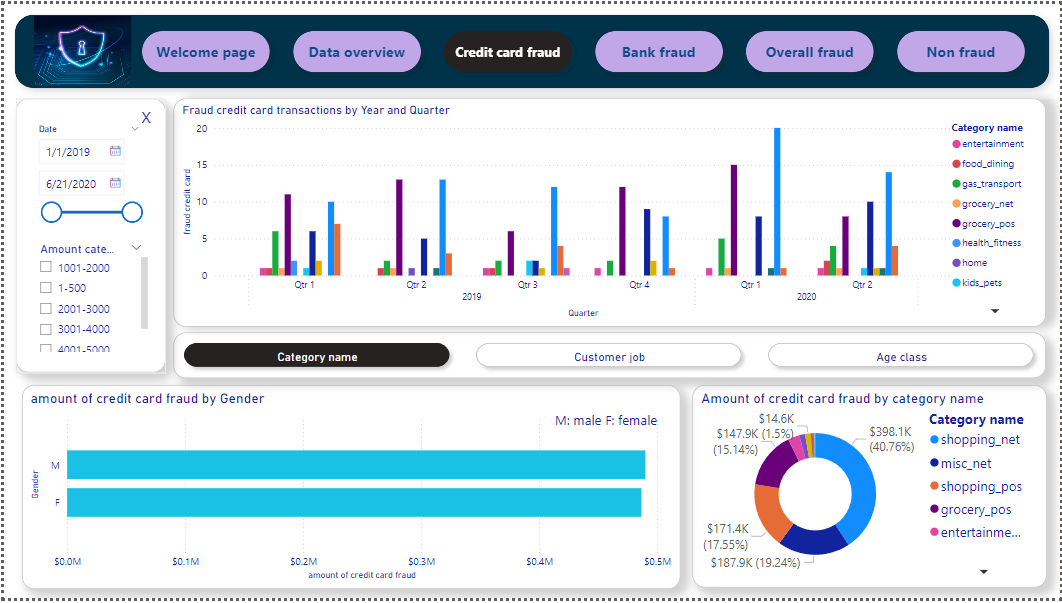 Welcome page
Data overview
Credit card fraud
Bank fraud
Overall fraud
Non fraud
X
Date
1/1/2019
6/21/2020
Amount cate...
1001-2000
1-500
2001-3000
3001-4000
4001-5000
Fraud credit card transactions by Year and Quarter
fraud credit card
20
15
10
5
0
Qtr 1
Qtr 2
Qtr 3
Qtr 4
Qtr 1
Qtr 2
2019
2020
Quarter
Category name
entertainment
food_dining
gas_transport
grocery_net
grocery_pos
health_fitness
home
kids_pets
Category name
Customer job
Age class
amount of credit card fraud by Gender
M: male F: female
Gender
M
F
$0.0M
$0.1M
$0.2M
$0.3M
$0.4M
$0.5M
amount of credit card fraud
Amount of credit card fraud by category name
$14.6K
(1.5%)
$147.9K
(15.14%)
$398.1K
(40.76%)
$171.4K
(17.55%)
$187.9K (19.24%)
Category name
shopping_net
misc_net
shopping_pos
grocery_pos
entertainme...